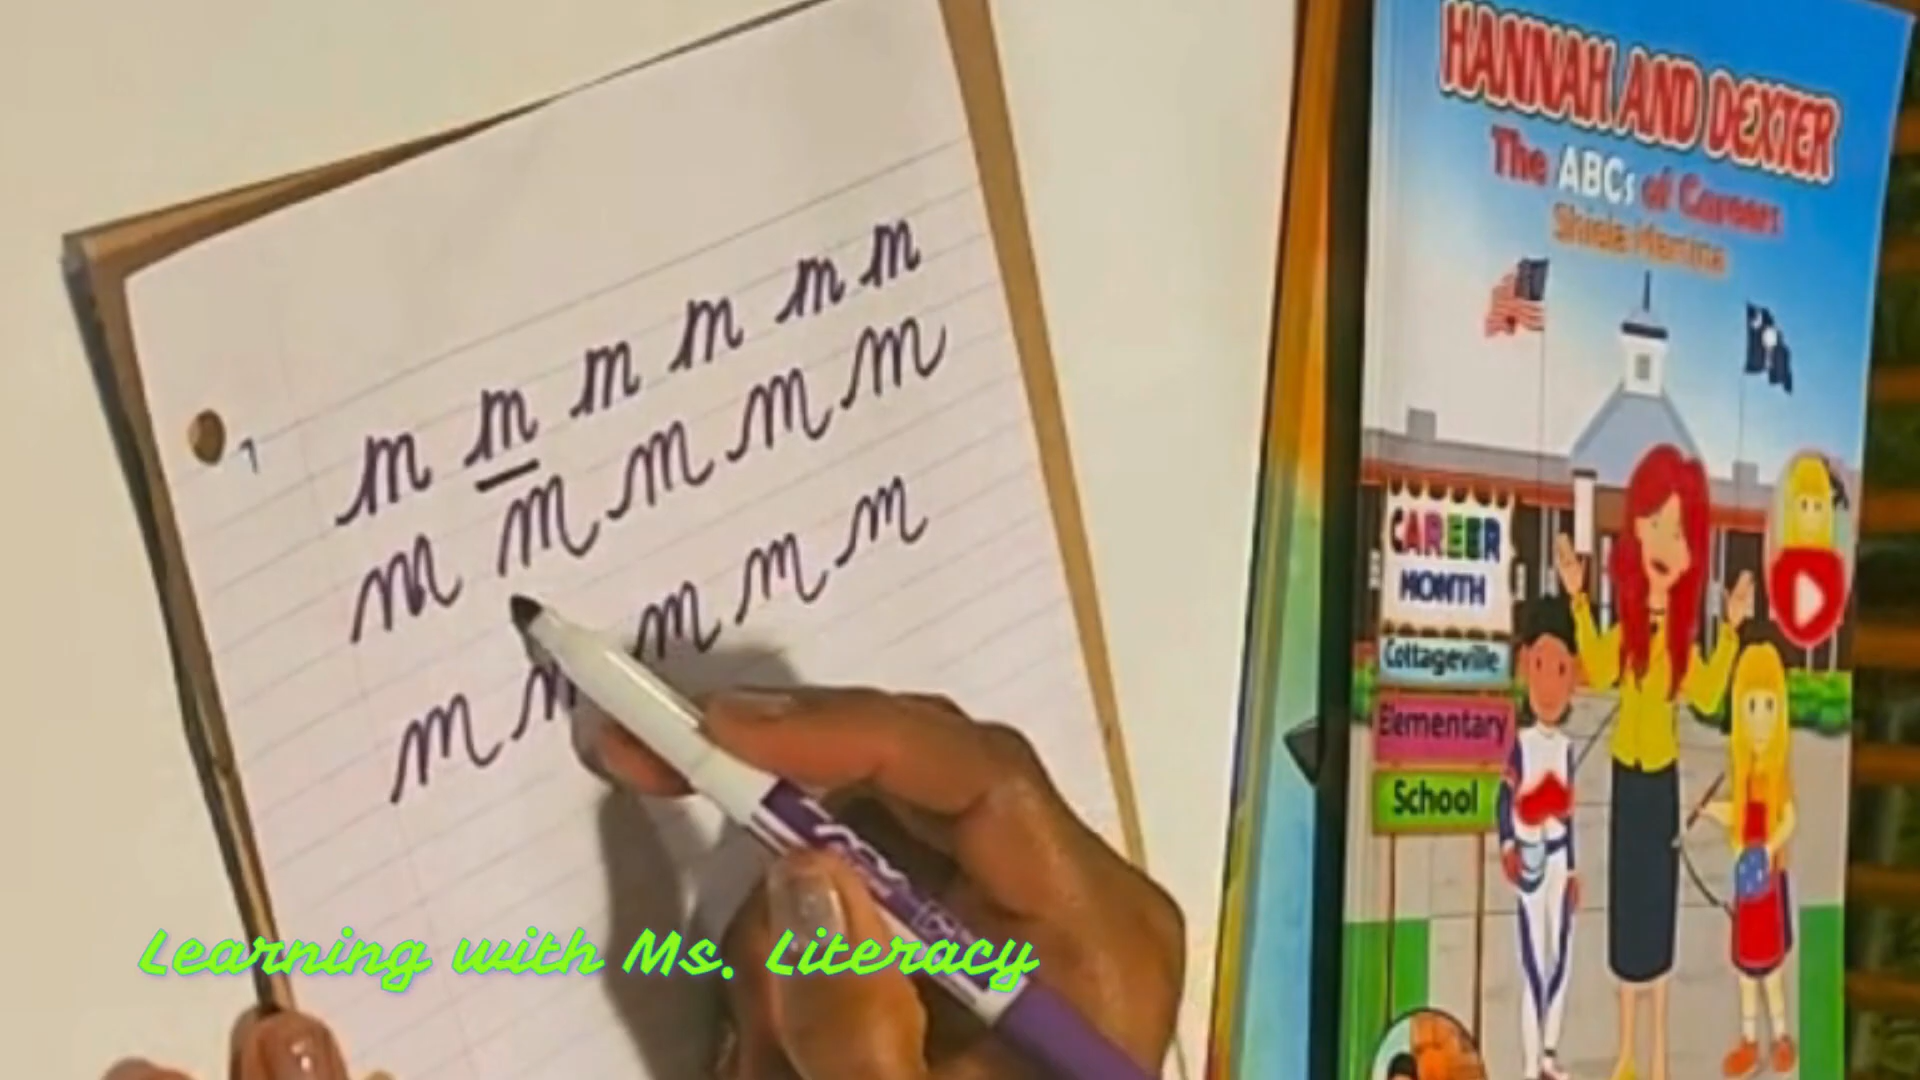 m m m m m m
m m m m m m
m m m m m
Learning with Ms. Literacy
HANNAH AND DEXTER
The ABCs of Careers
CAREER
MONTH
Cottageville
Elementary
School